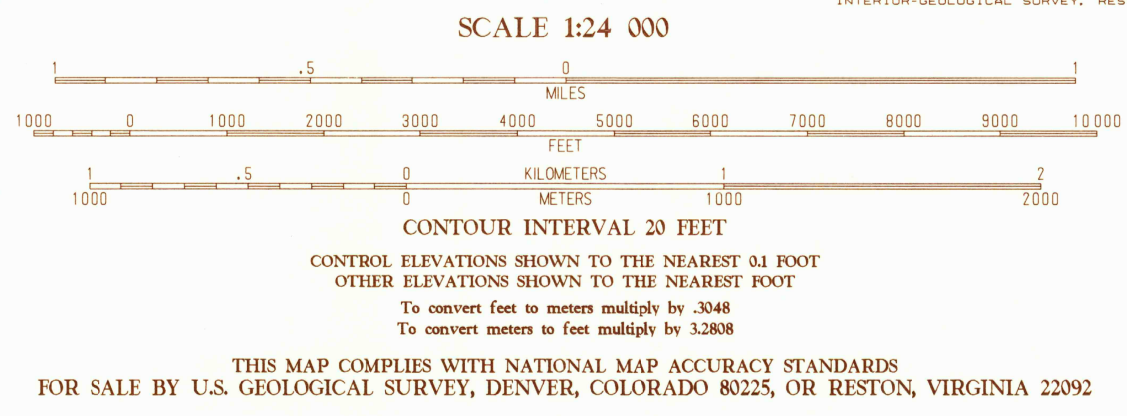 INTERIOR-GEOLOGICAL SURVEY, RES
SCALE 1:24 000
1 .5 0 1
MILES
1000 0 1000 2000 3000 4000 5000 6000 7000 8000 9000 10 000
FEET
1 .5 0 KILOMETERS 1 2
1000 0 METERS 1000 2000
CONTOUR INTERVAL 20 FEET
CONTROL ELEVATIONS SHOWN TO THE NEAREST 0.1 FOOT
OTHER ELEVATIONS SHOWN TO THE NEAREST FOOT
To convert feet to meters multiply by .3048
To convert meters to feet multiply by 3.2808
THIS MAP COMPLIES WITH NATIONAL MAP ACCURACY STANDARDS
FOR SALE BY U.S. GEOLOGICAL SURVEY, DENVER, COLORADO 80225, OR RESTON, VIRGINIA 22092